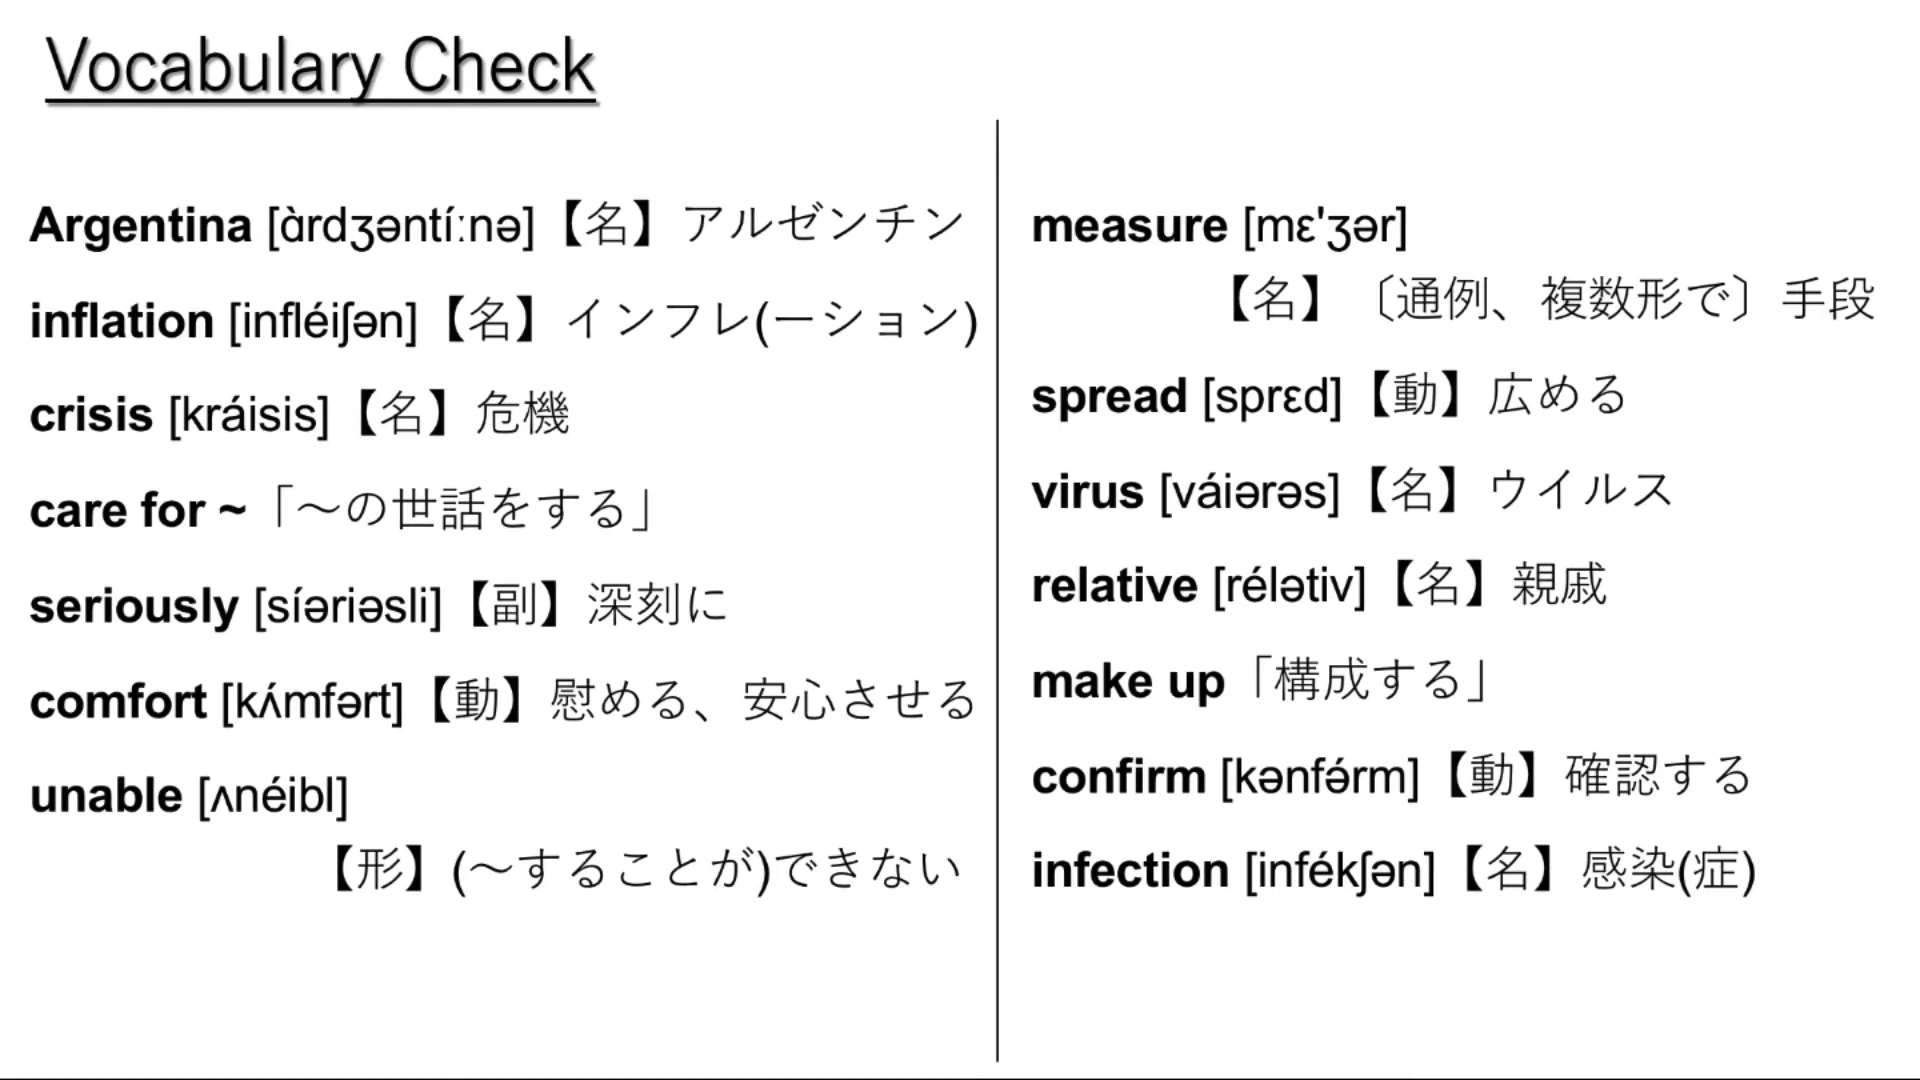 Vocabulary Check
Argentina [ɑ̀rdʒəntíːnə]【名】アルゼンチン
inflation [infléiʃən]【名】インフレ(ーション)
crisis [kráisis]【名】危機
care for ~「～の世話をする」
seriously [síəriəsli]【副】深刻に
comfort [kʌ́mfərt]【動】慰める、安心させる
unable [ʌnéibl]
【形】(～することが)できない
measure [mɛ'ʒər]
【名】〔通例、複数形で〕手段
spread [sprɛd]【動】広める
virus [váiərəs]【名】ウイルス
relative [rélətiv]【名】親戚
make up「構成する」
confirm [kənfə́rm]【動】確認する
infection [infékʃən]【名】感染(症)